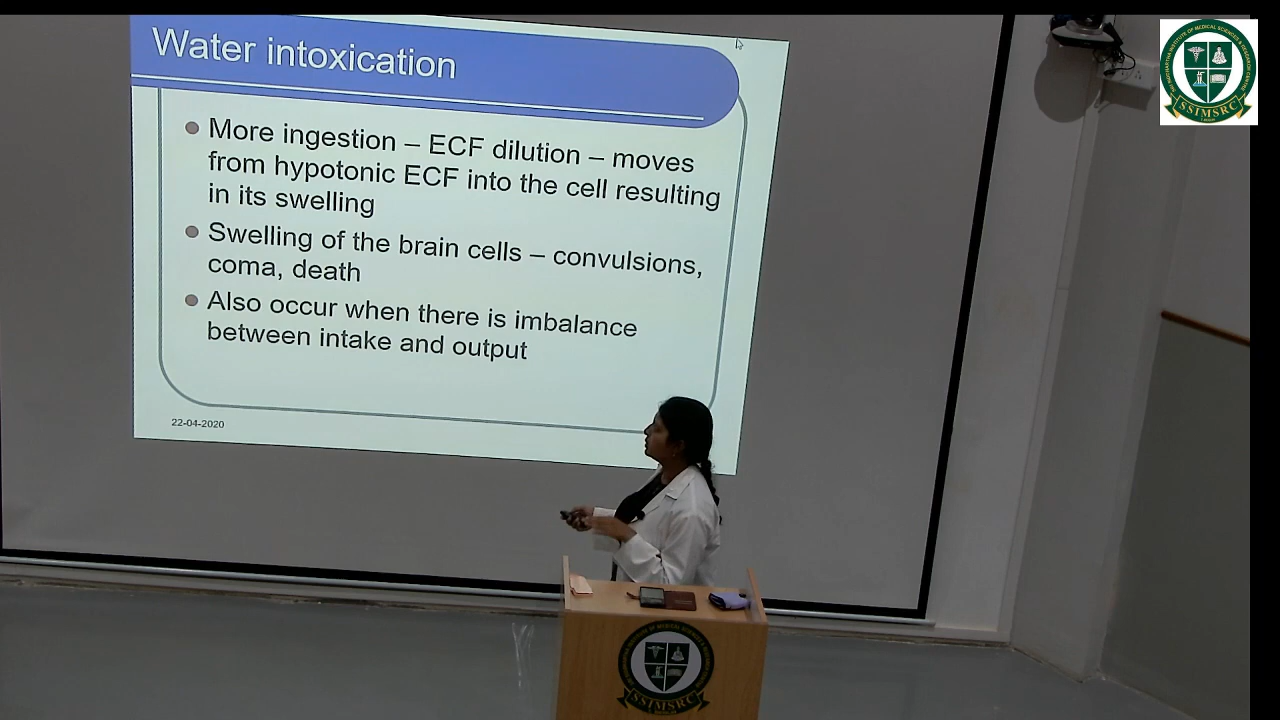 Water intoxication
More ingestion – ECF dilution – moves
from hypotonic ECF into the cell resulting
in its swelling
Swelling of the brain cells – convulsions,
coma, death
Also occur when there is imbalance
between intake and output
22-04-2020
SSIMSRC
SSIMSRC